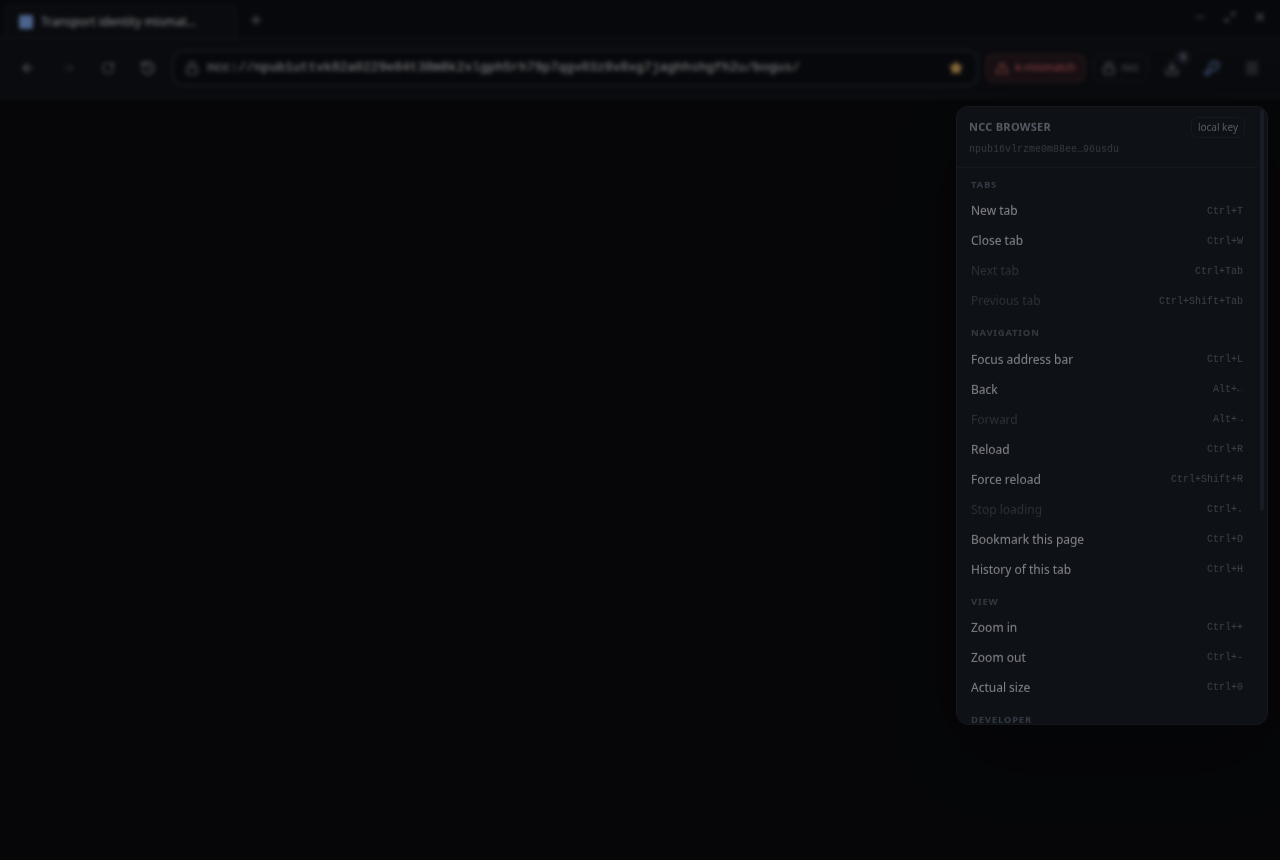 Transport identity mismat...
k-mismatch
NCC BROWSER
local key
TABS
New tab Ctrl+T
Close tab Ctrl+W
Next tab Ctrl+Tab
Previous tab Ctrl+Shift+Tab
NAVIGATION
Focus address bar Ctrl+L
Back Alt+←
Forward Alt+→
Reload Ctrl+R
Force reload Ctrl+Shift+R
Stop loading Ctrl+.
Bookmark this page Ctrl+D
History of this tab Ctrl+H
VIEW
Zoom in Ctrl++
Zoom out Ctrl+-
Actual size Ctrl+0
DEVELOPER